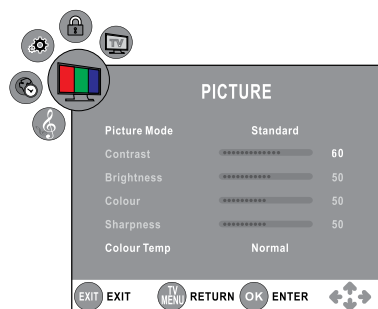 TV
PICTURE
Picture Mode Standard
Contrast 60
Brightness 50
Colour 50
Sharpness 50
Colour Temp Normal
EXIT EXIT TV MENU RETURN OK ENTER